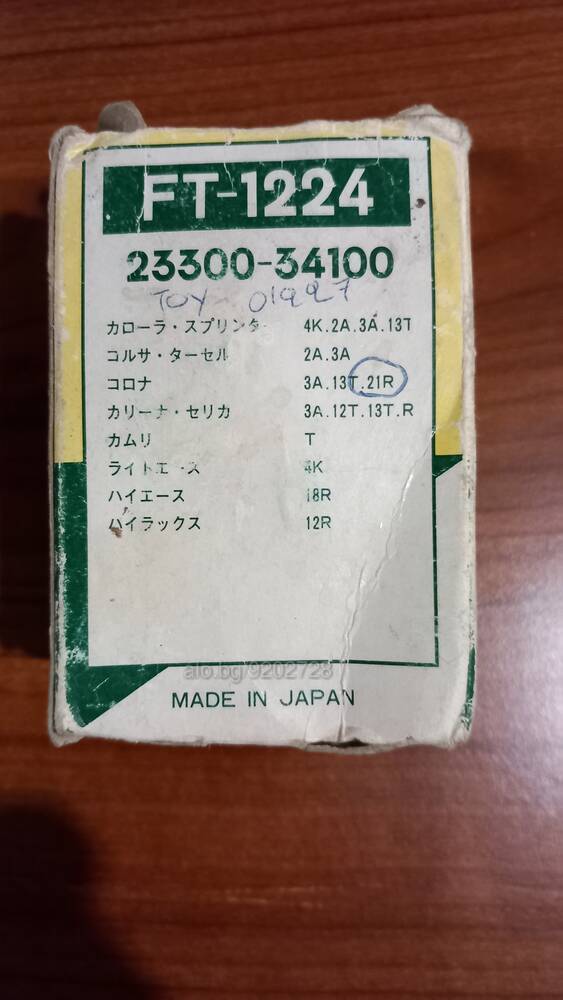 FT-1224
23300-34100
TOY 01997
カローラ・スプリンター 4K.2A.3A.13T
コルサ・ターセル 2A.3A
コロナ 3A.13T.21R
カリーナ・セリカ 3A.12T.13T.R
カムリ T
ライトエース 4K
ハイエース 18R
ハイラックス 12R
alo.bg/9202728
MADE IN JAPAN